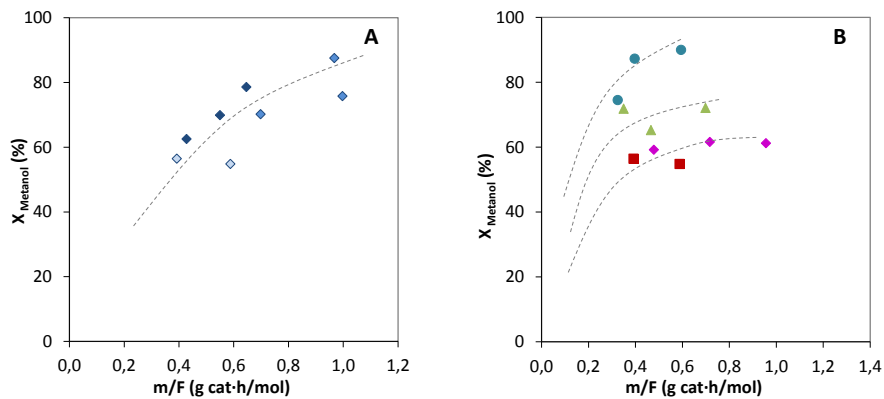 A
100
80
60
40
20
0
X Metanol (%)
0,0 0,2 0,4 0,6 0,8 1,0 1,2
m/F (g cat·h/mol)
B
100
80
60
40
20
0
X Metanol (%)
0,0 0,2 0,4 0,6 0,8 1,0 1,2 1,4
m/F (g cat·h/mol)